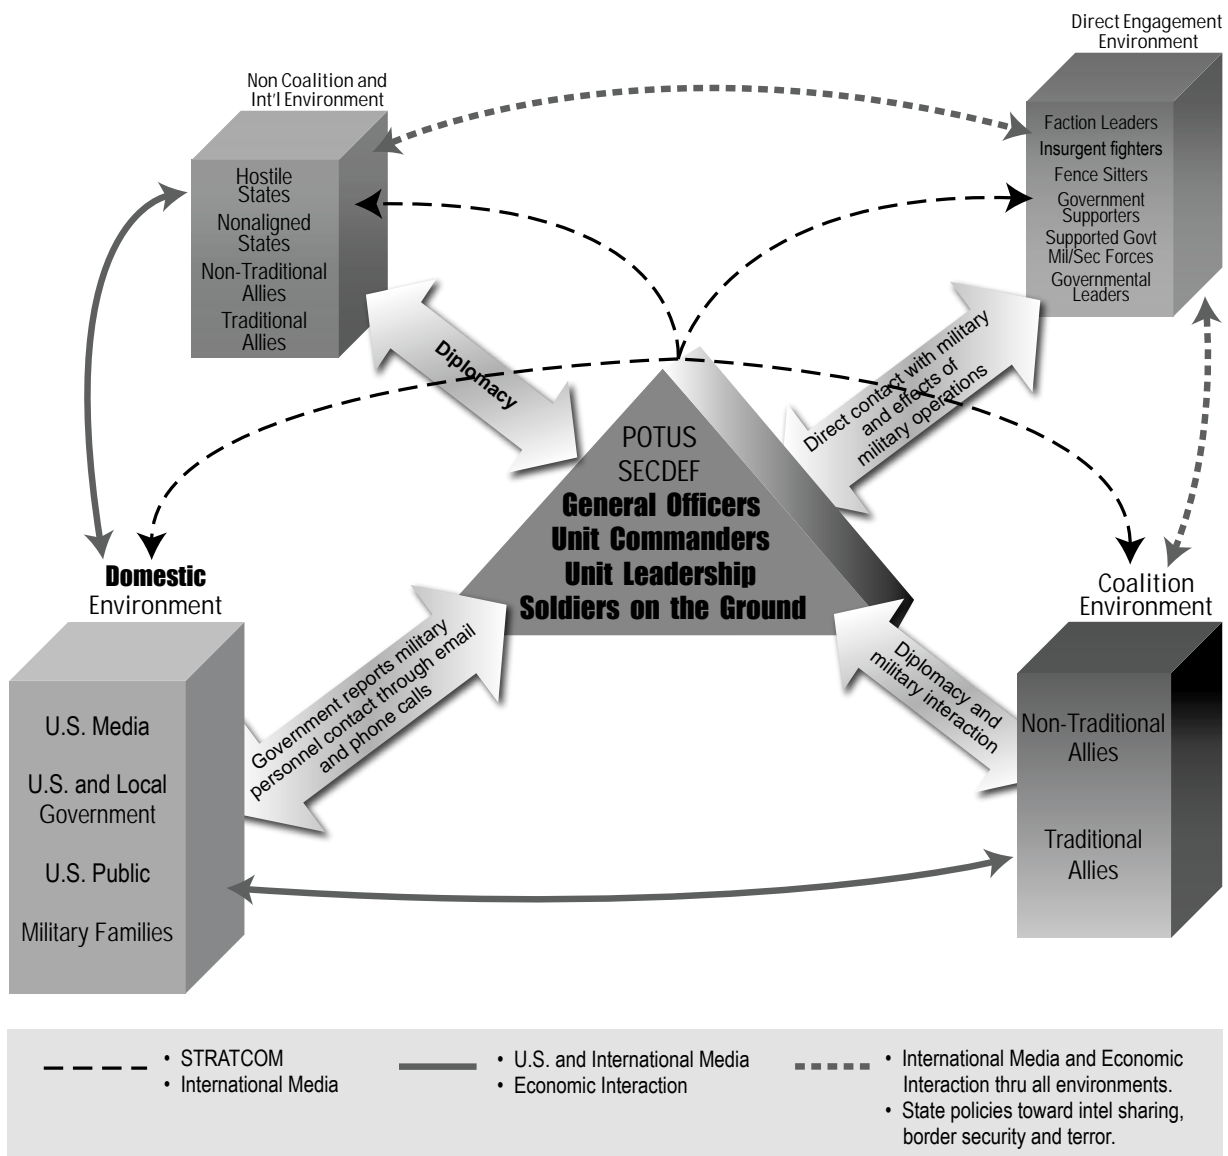 Direct Engagement
Environment
Non Coalition and
Int'l Environment
Hostile
States
Nonaligned
States
Non-Traditional
Allies
Traditional
Allies
Faction Leaders
Insurgent fighters
Fence Sitters
Government
Supporters
Supported Govt
Mil/Sec Forces
Governmental
Leaders
Diplomacy
Direct contact with military
and effects of
military operations
POTUS
SECDEF
General Officers
Unit Commanders
Unit Leadership
Soldiers on the Ground
Domestic
Environment
U.S. Media
U.S. and Local
Government
U.S. Public
Military Families
Government reports military
personnel contact through email
and phone calls
Diplomacy and
military interaction
Coalition
Environment
Non-Traditional
Allies
Traditional
Allies
• STRATCOM
• International Media
• U.S. and International Media
• Economic Interaction
• International Media and Economic
Interaction thru all environments.
• State policies toward intel sharing,
border security and terror.